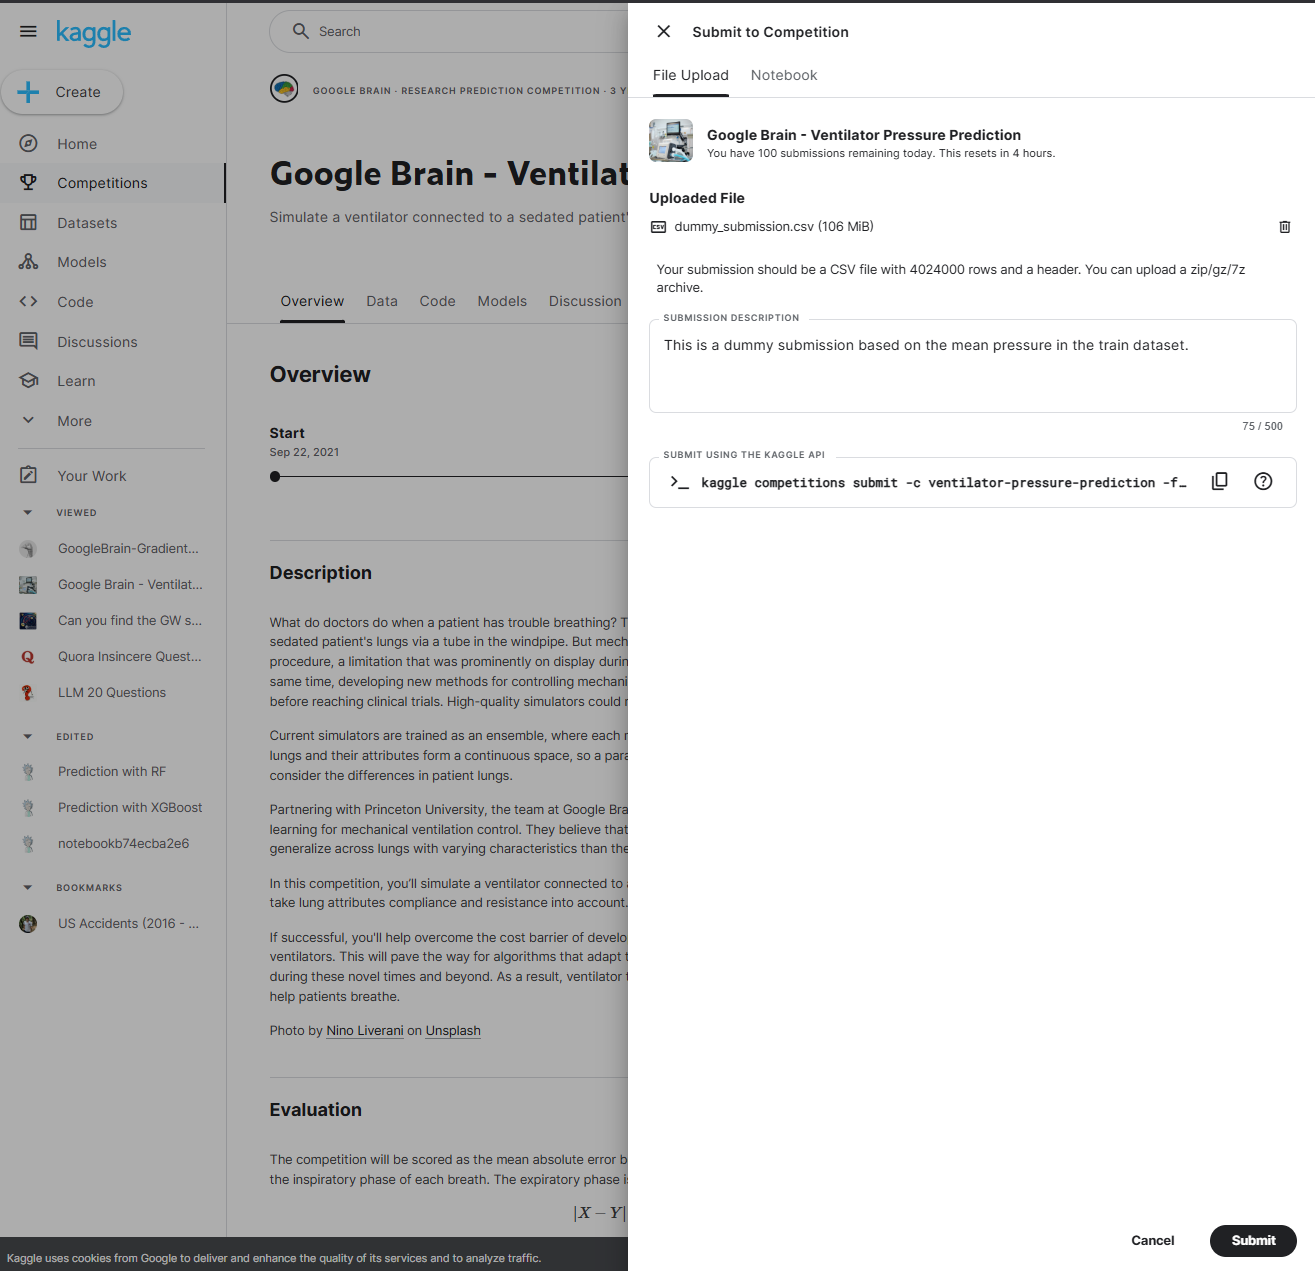 kaggle
Create
Home
Competitions
Datasets
Models
Code
Discussions
Learn
More
Your Work
VIEWED
GoogleBrain-Gradient...
Google Brain - Ventilat...
Can you find the GW s...
Quora Insincere Quest...
LLM 20 Questions
EDITED
Prediction with RF
Prediction with XGBoost
notebookb74ecba2e6
BOOKMARKS
US Accidents (2016 - ...
Search
GOOGLE BRAIN · RESEARCH PREDICTION COMPETITION · 3 Y
Google Brain - Ventilat
Simulate a ventilator connected to a sedated patient'
Overview Data Code Models Discussion
Overview
Start
Sep 22, 2021
Description
What do doctors do when a patient has trouble breathing? T
sedated patient's lungs via a tube in the windpipe. But mech
procedure, a limitation that was prominently on display durin
same time, developing new methods for controlling mechani
before reaching clinical trials. High-quality simulators could r
Current simulators are trained as an ensemble, where each r
lungs and their attributes form a continuous space, so a para
consider the differences in patient lungs.
Partnering with Princeton University, the team at Google Bra
learning for mechanical ventilation control. They believe that
generalize across lungs with varying characteristics than the
In this competition, you'll simulate a ventilator connected to a
take lung attributes compliance and resistance into account.
If successful, you'll help overcome the cost barrier of develo
ventilators. This will pave the way for algorithms that adapt t
during these novel times and beyond. As a result, ventilator t
help patients breathe.
Photo by Nino Liverani on Unsplash
Evaluation
The competition will be scored as the mean absolute error b
the inspiratory phase of each breath. The expiratory phase i
|X − Y|
Kaggle uses cookies from Google to deliver and enhance the quality of its services and to analyze traffic.
Submit to Competition
File Upload Notebook
Google Brain - Ventilator Pressure Prediction
You have 100 submissions remaining today. This resets in 4 hours.
Uploaded File
CSV dummy_submission.csv (106 MiB)
Your submission should be a CSV file with 4024000 rows and a header. You can upload a zip/gz/7z
archive.
SUBMISSION DESCRIPTION
This is a dummy submission based on the mean pressure in the train dataset.
75 / 500
SUBMIT USING THE KAGGLE API
>_ kaggle competitions submit -c ventilator-pressure-prediction -f…
Cancel Submit